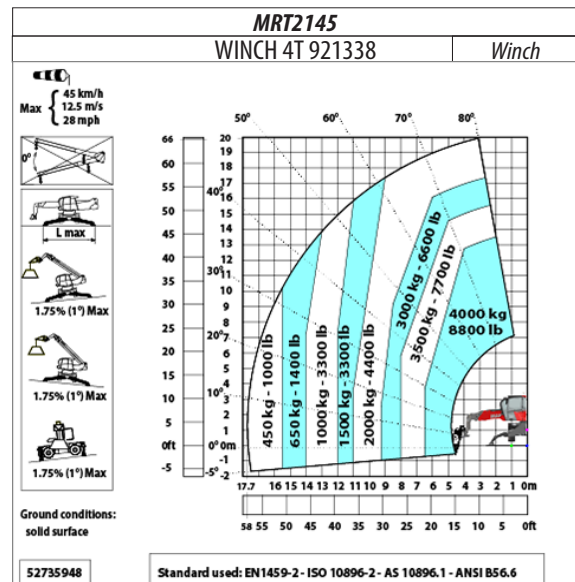 MRT2145
WINCH 4T 921338
Winch
Max
45 km/h
12.5 m/s
28 mph
0°
L max
1.75% (1°) Max
1.75% (1°) Max
1.75% (1°) Max
Ground conditions:
solid surface
52735948
50°
60°
70°
80°
40°
30°
20°
10°
0°
-5°
66
60
55
50
45
40
35
30
25
20
15
10
5
0ft
-5
20
19
18
17
16
15
14
13
12
11
10
9
8
7
6
5
4
3
2
1
0m
-1
-2
450 kg - 1000 lb
650 kg - 1400 lb
1000 kg - 3300 lb
1500 kg - 3300 lb
2000 kg - 4400 lb
3000 kg - 6600 lb
3500 kg - 7700 lb
4000 kg
8800 lb
17.7 16 15 14 13 12 11 10 9 8 7 6 5 4 3 2 1 0m
58 55 50 45 40 35 30 25 20 15 10 5 0ft
Standard used: EN1459-2 - ISO 10896-2 - AS 10896.1 - ANSI B56.6